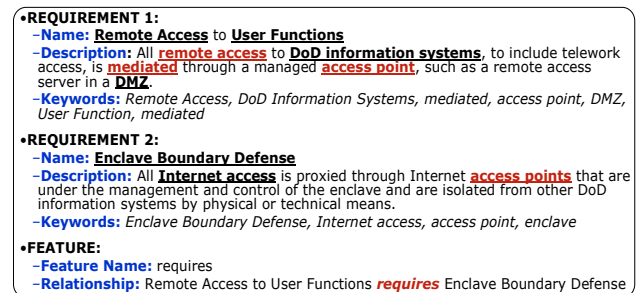 •REQUIREMENT 1:
–Name: Remote Access to User Functions
–Description: All remote access to DoD information systems, to include telework
access, is mediated through a managed access point, such as a remote access
server in a DMZ.
–Keywords: Remote Access, DoD Information Systems, mediated, access point, DMZ,
User Function, mediated
•REQUIREMENT 2:
–Name: Enclave Boundary Defense
–Description: All Internet access is proxied through Internet access points that are
under the management and control of the enclave and are isolated from other DoD
information systems by physical or technical means.
–Keywords: Enclave Boundary Defense, Internet access, access point, enclave
•FEATURE:
–Feature Name: requires
–Relationship: Remote Access to User Functions requires Enclave Boundary Defense